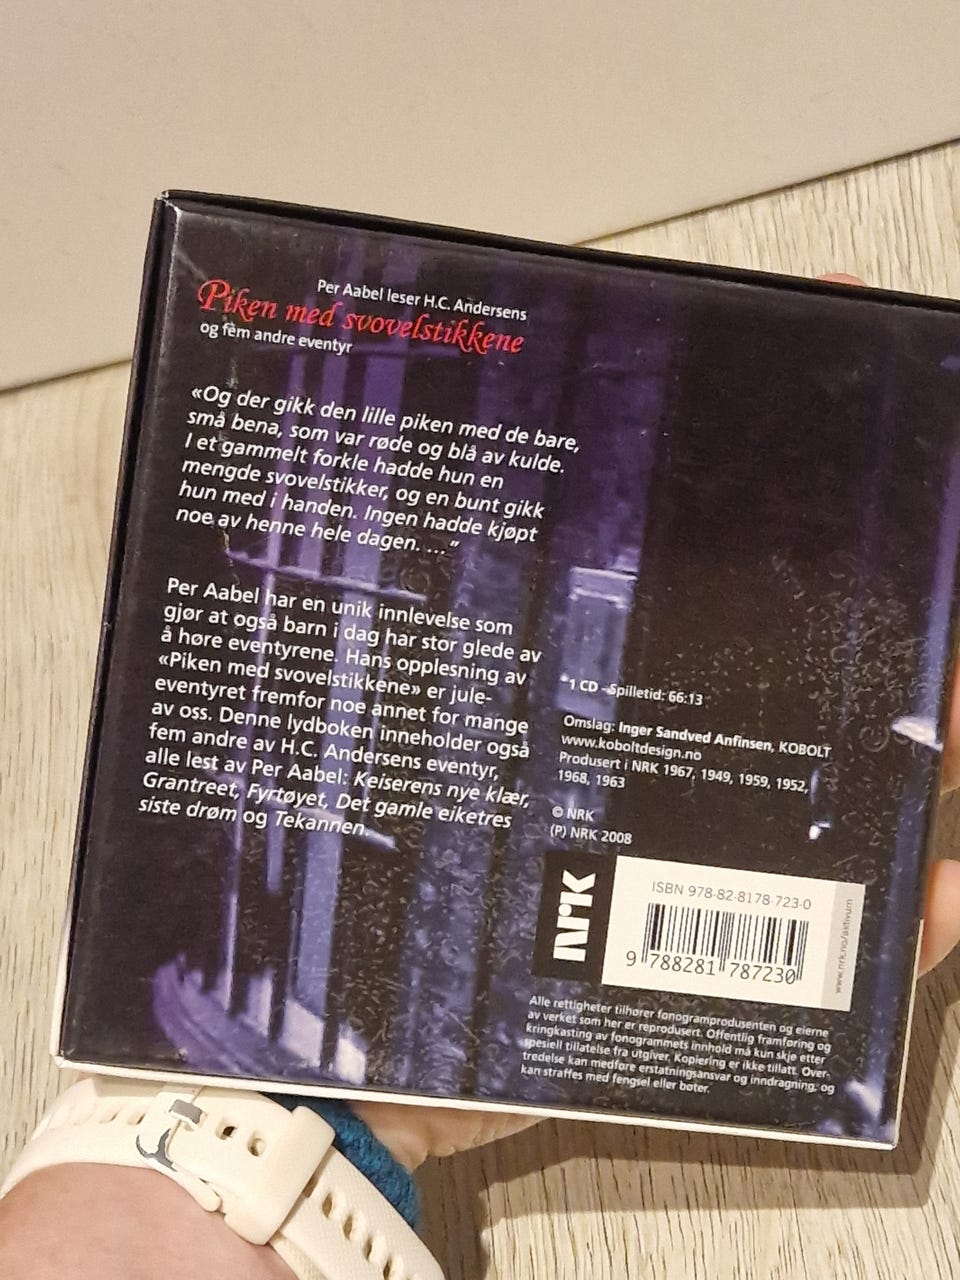 Per Aabel leser H.C. Andersens
Piken med svovelstikkene
og fem andre eventyr
«Og der gikk den lille piken med de bare,
små bena, som var røde og blå av kulde.
I et gammelt forkle hadde hun en
mengde svovelstikker, og en bunt gikk
hun med i handen. Ingen hadde kjøpt
noe av henne hele dagen. ...”
Per Aabel har en unik innlevelse som
gjør at også barn i dag har stor glede av
å høre eventyrene. Hans opplesning av
«Piken med svovelstikkene» er jule-
eventyret fremfor noe annet for mange
av oss. Denne lydboken inneholder også
fem andre av H.C. Andersens eventyr,
alle lest av Per Aabel: Keiserens nye klær,
Grantreet, Fyrtøyet, Det gamle eiketres
siste drøm og Tekannen.
1 CD - Spilletid: 66:13
Omslag: Inger Sandved Anfinsen, KOBOLT
www.koboltdesign.no
Produsert i NRK 1967, 1949, 1959, 1952,
1968, 1963
© NRK
(P) NRK 2008
NRK
ISBN 978-82-8178-723-0
9 788281 787230
www.nrk.no/aktivum
Alle rettigheter tilhører fonogramprodusenten og eierne
av verket som her er reprodusert. Offentlig framføring og
kringkasting av fonogrammets innhold må kun skje etter
spesiell tillatelse fra utgiver. Kopiering er ikke tillatt. Over-
tredelse kan medføre erstatningsansvar og inndragning, og
kan straffes med fengsel eller bøter.